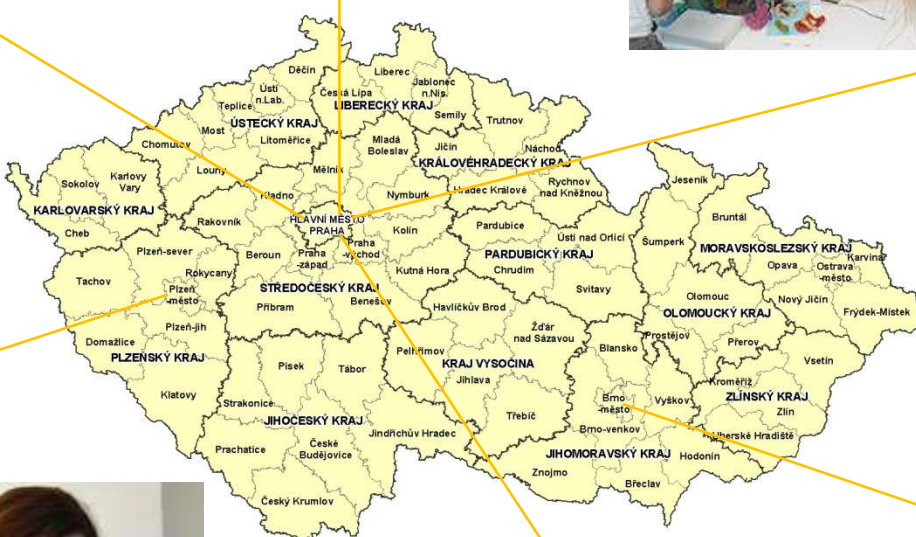 Děčín
Liberec
Jablonec
n.Nis.
Ústí
n.Lab.
Česká Lípa
LIBERECKÝ KRAJ
Teplice
ÚSTECKÝ KRAJ
Semily
Trutnov
Most
Litoměřice
Chomutov
Mladá
Boleslav
Jičín
Náchod
KRÁLOVÉHRADECKÝ KRAJ
Louny
Mělník
Karlovy
Vary
Sokolov
Kladno
Nymburk
Hradec Králové
Rychnov
nad Kněžnou
Jeseník
KARLOVARSKÝ KRAJ
Rakovník
HLAVNÍ MĚSTO
PRAHA
Kolín
Pardubice
Bruntál
Cheb
Plzeň-sever
Beroun
Praha
-západ
Praha
-východ
Ústí nad Orlicí
Šumperk
MORAVSKOSLEZSKÝ KRAJ
PARDUBICKÝ KRAJ
Karviná
Opava
Ostrava
-město
Tachov
Rokycany
Kutná Hora
Chrudim
Plzeň
-město
STŘEDOČESKÝ KRAJ
Svitavy
Olomouc
Nový Jičín
Příbram
Benešov
Havlíčkův Brod
OLOMOUCKÝ KRAJ
Frýdek-Místek
Plzeň-jih
Žďár
nad Sázavou
Prostějov
Domažlice
PLZEŇSKÝ KRAJ
Pelhřimov
Blansko
Přerov
Vsetín
Písek
Tábor
KRAJ VYSOČINA
Jihlava
Kroměříž
Klatovy
Strakonice
Brno
-město
Vyškov
ZLÍNSKÝ KRAJ
Zlín
JIHOČESKÝ KRAJ
Třebíč
Jindřichův Hradec
Brno-venkov
Uherské Hradiště
Prachatice
České
Budějovice
JIHOMORAVSKÝ KRAJ
Hodonín
Znojmo
Břeclav
Český Krumlov